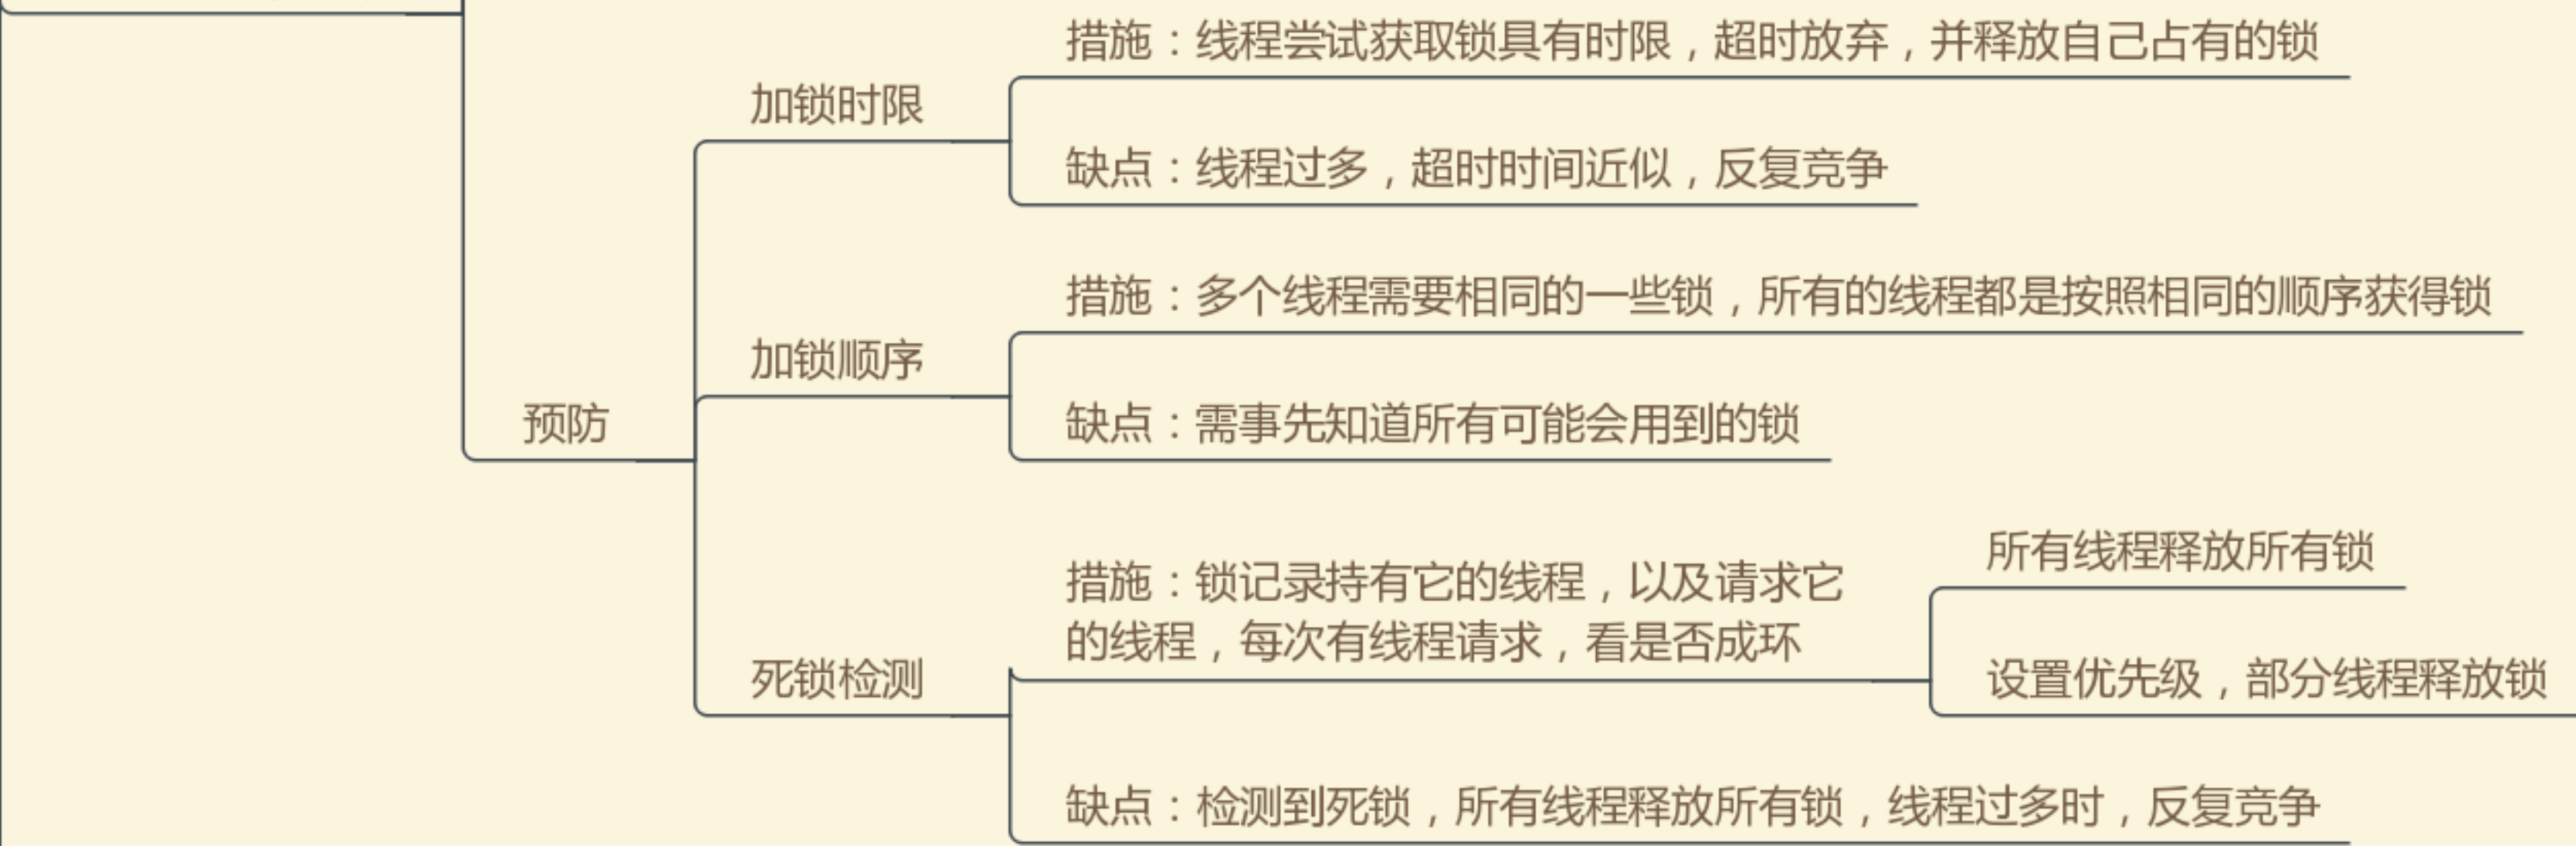 措施：线程尝试获取锁具有时限，超时放弃，并释放自己占有的锁
加锁时限
缺点：线程过多，超时时间近似，反复竞争
措施：多个线程需要相同的一些锁，所有的线程都是按照相同的顺序获得锁
加锁顺序
预防
缺点：需事先知道所有可能会用到的锁
所有线程释放所有锁
措施：锁记录持有它的线程，以及请求它
的线程，每次有线程请求，看是否成环
死锁检测
设置优先级，部分线程释放锁
缺点：检测到死锁，所有线程释放所有锁，线程过多时，反复竞争